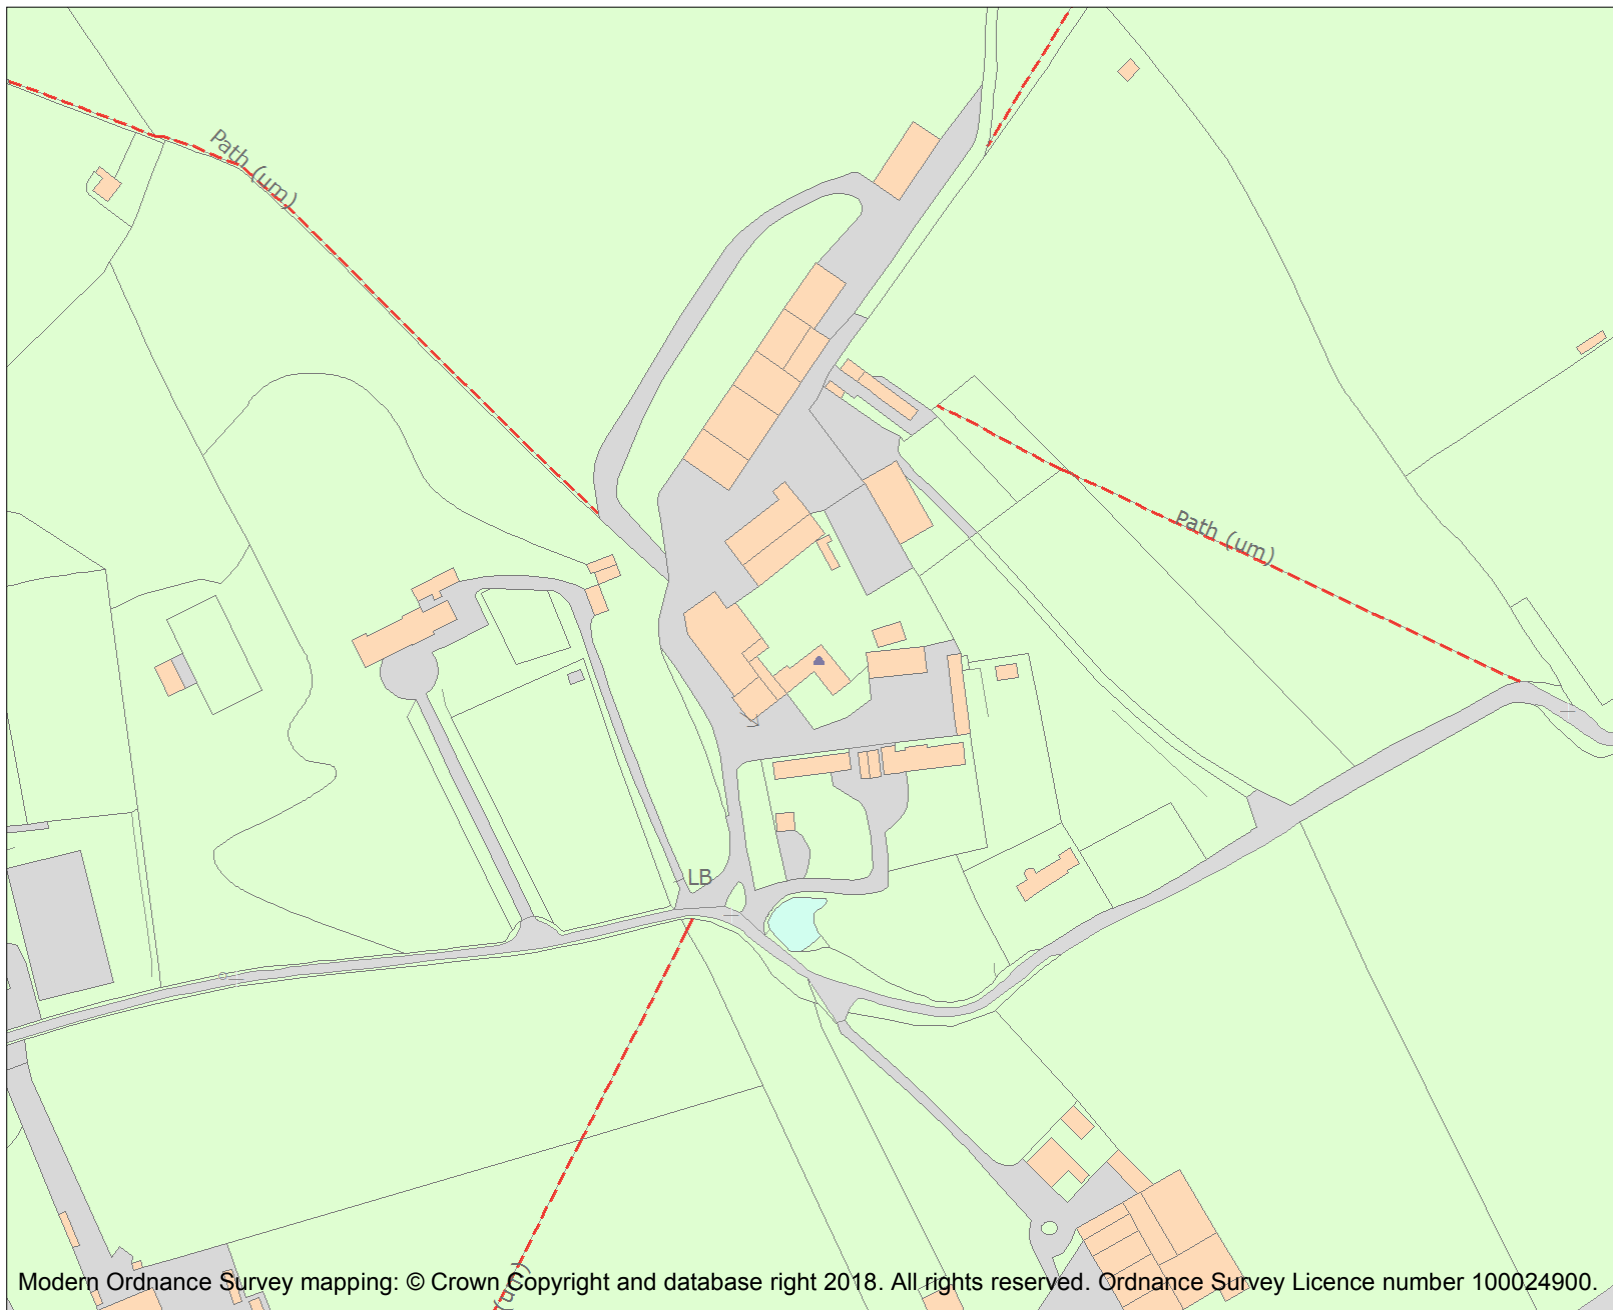 Path (um)
Path (um)
LB
(um)
Modern Ordnance Survey mapping: © Crown Copyright and database right 2018. All rights reserved. Ordnance Survey Licence number 100024900.